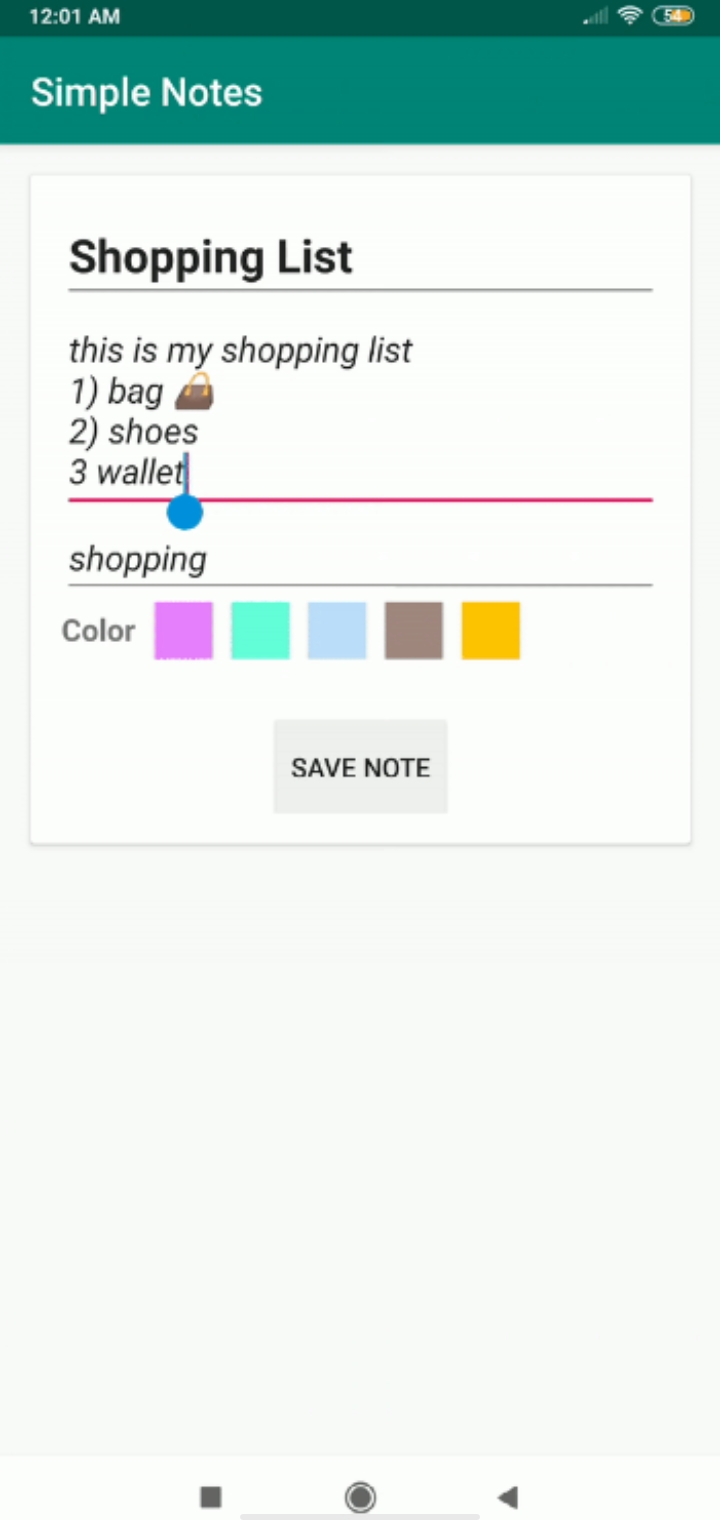 12:01 AM
54
Simple Notes
Shopping List
this is my shopping list
1) bag 👜
2) shoes
3 wallet
shopping
Color
SAVE NOTE